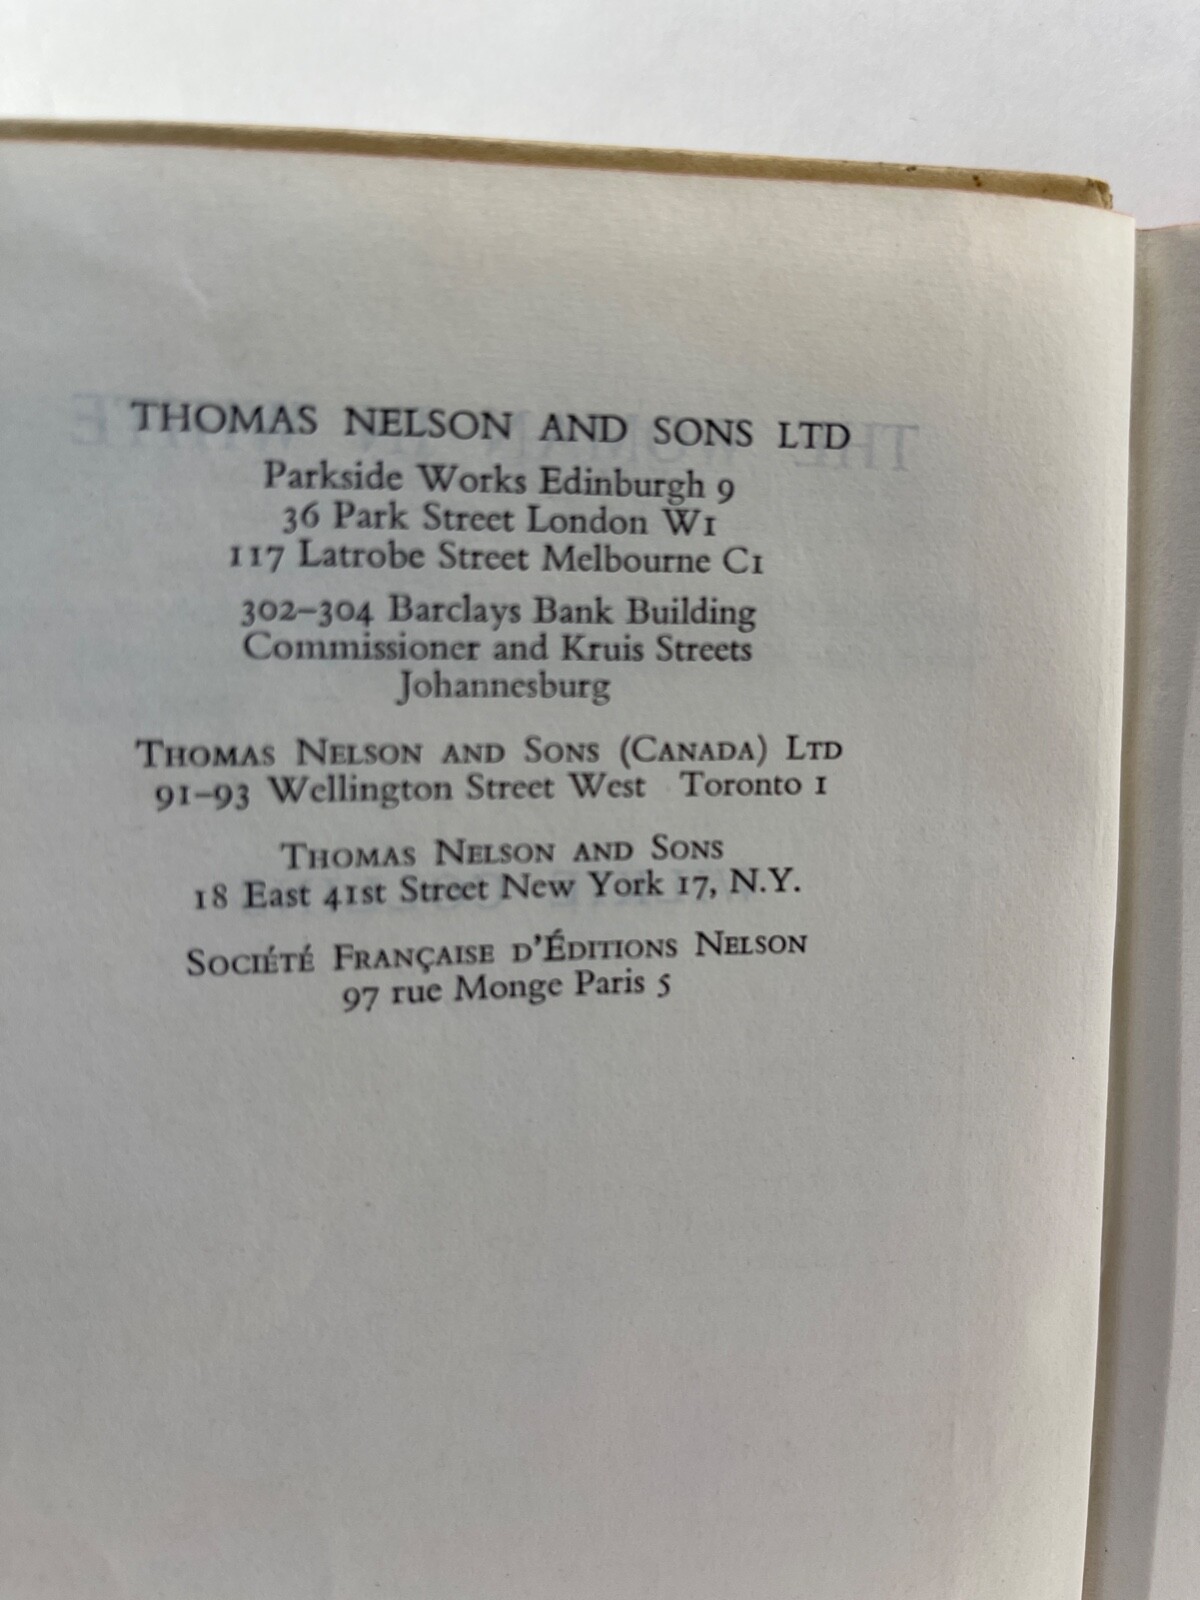 THOMAS NELSON AND SONS LTD
Parkside Works Edinburgh 9
36 Park Street London W1
117 Latrobe Street Melbourne C1
302–304 Barclays Bank Building
Commissioner and Kruis Streets
Johannesburg
THOMAS NELSON AND SONS (CANADA) LTD
91–93 Wellington Street West Toronto 1
THOMAS NELSON AND SONS
18 East 41st Street New York 17, N.Y.
SOCIÉTÉ FRANÇAISE D'ÉDITIONS NELSON
97 rue Monge Paris 5